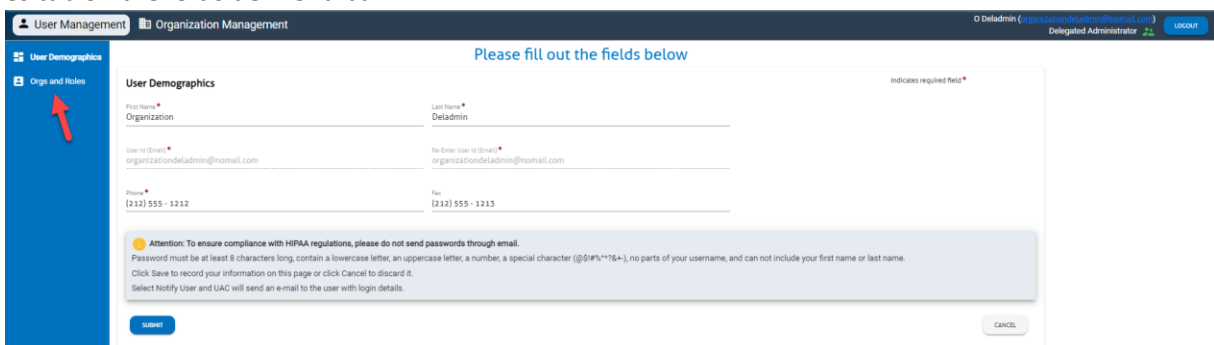 User Management Organization Management
O Deladmin (organizationdeladmin@nomail.com)
Delegated Administrator
LOGOUT
User Demographics
Orgs and Roles
Please fill out the fields below
User Demographics
Indicates required field *
First Name *
Organization
Last Name *
Deladmin
User Id (Email) *
organizationdeladmin@nomail.com
Re-Enter User Id (Email) *
organizationdeladmin@nomail.com
Phone *
(212) 555 - 1212
Fax
(212) 555 - 1213
Attention: To ensure compliance with HIPAA regulations, please do not send passwords through email.
Password must be at least 8 characters long, contain a lowercase letter, an uppercase letter, a number, a special character (@$!#%^*?&+-), no parts of your username, and can not include your first name or last name.
Click Save to record your information on this page or click Cancel to discard it.
Select Notify User and UAC will send an e-mail to the user with login details.
SUBMIT
CANCEL